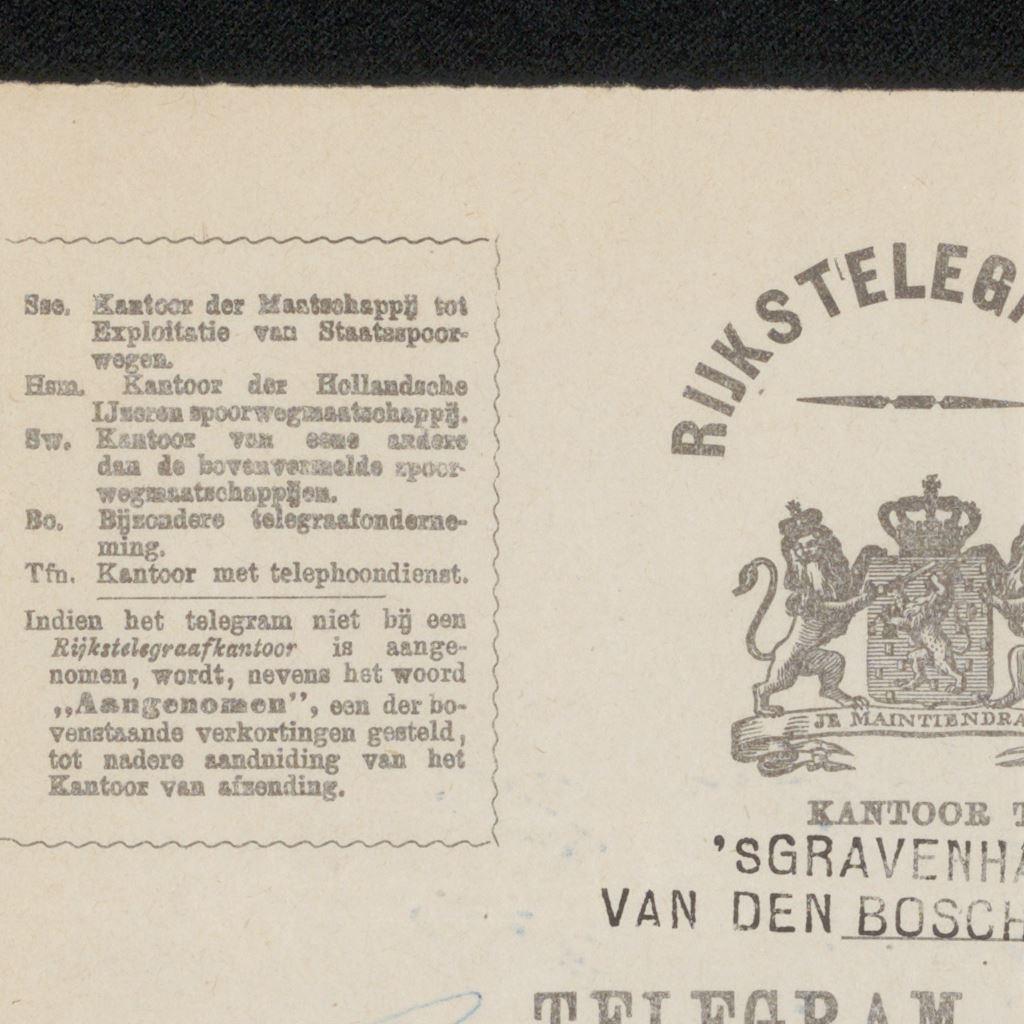 Sse. Kantoor der Maatschappij tot
Exploitatie van Staatsspoor-
wegen.
Hsm. Kantoor der Hollandsche
IJzeren spoorwegmaatschappij.
Sw. Kantoor van eene andere
dan de bovenvermelde spoor-
wegmaatschappijen.
Bo. Bijzondere telegraafonderne-
ming.
Tfn. Kantoor met telephoondienst.
Indien het telegram niet bij een
Rijkstelegraafkantoor is aange-
nomen, wordt, nevens het woord
„Aangenomen", een der bo-
venstaande verkortingen gesteld,
tot nadere aandniding van het
Kantoor van afzending.
RIJKSTELEGRA
JE MAINTIENDRA
KANTOOR T
'SGRAVENHA
VAN DEN BOSCH
TELEGRAM